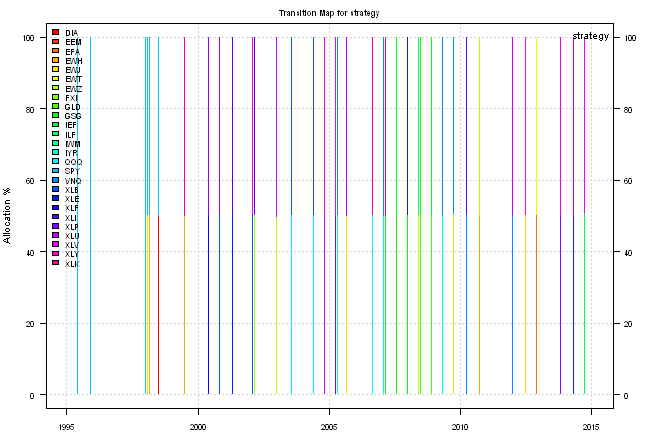 Transition Map for strategy
strategy
Allocation %
100
80
60
40
20
0
100
80
60
40
20
0
DIA
EEM
EFA
EWH
EWJ
EWT
EWZ
FXI
GLD
GSG
IEF
ILF
IWM
IYR
QQQ
SPY
VNQ
XLB
XLE
XLF
XLI
XLP
XLU
XLV
XLY
XLK
1995
2000
2005
2010
2015